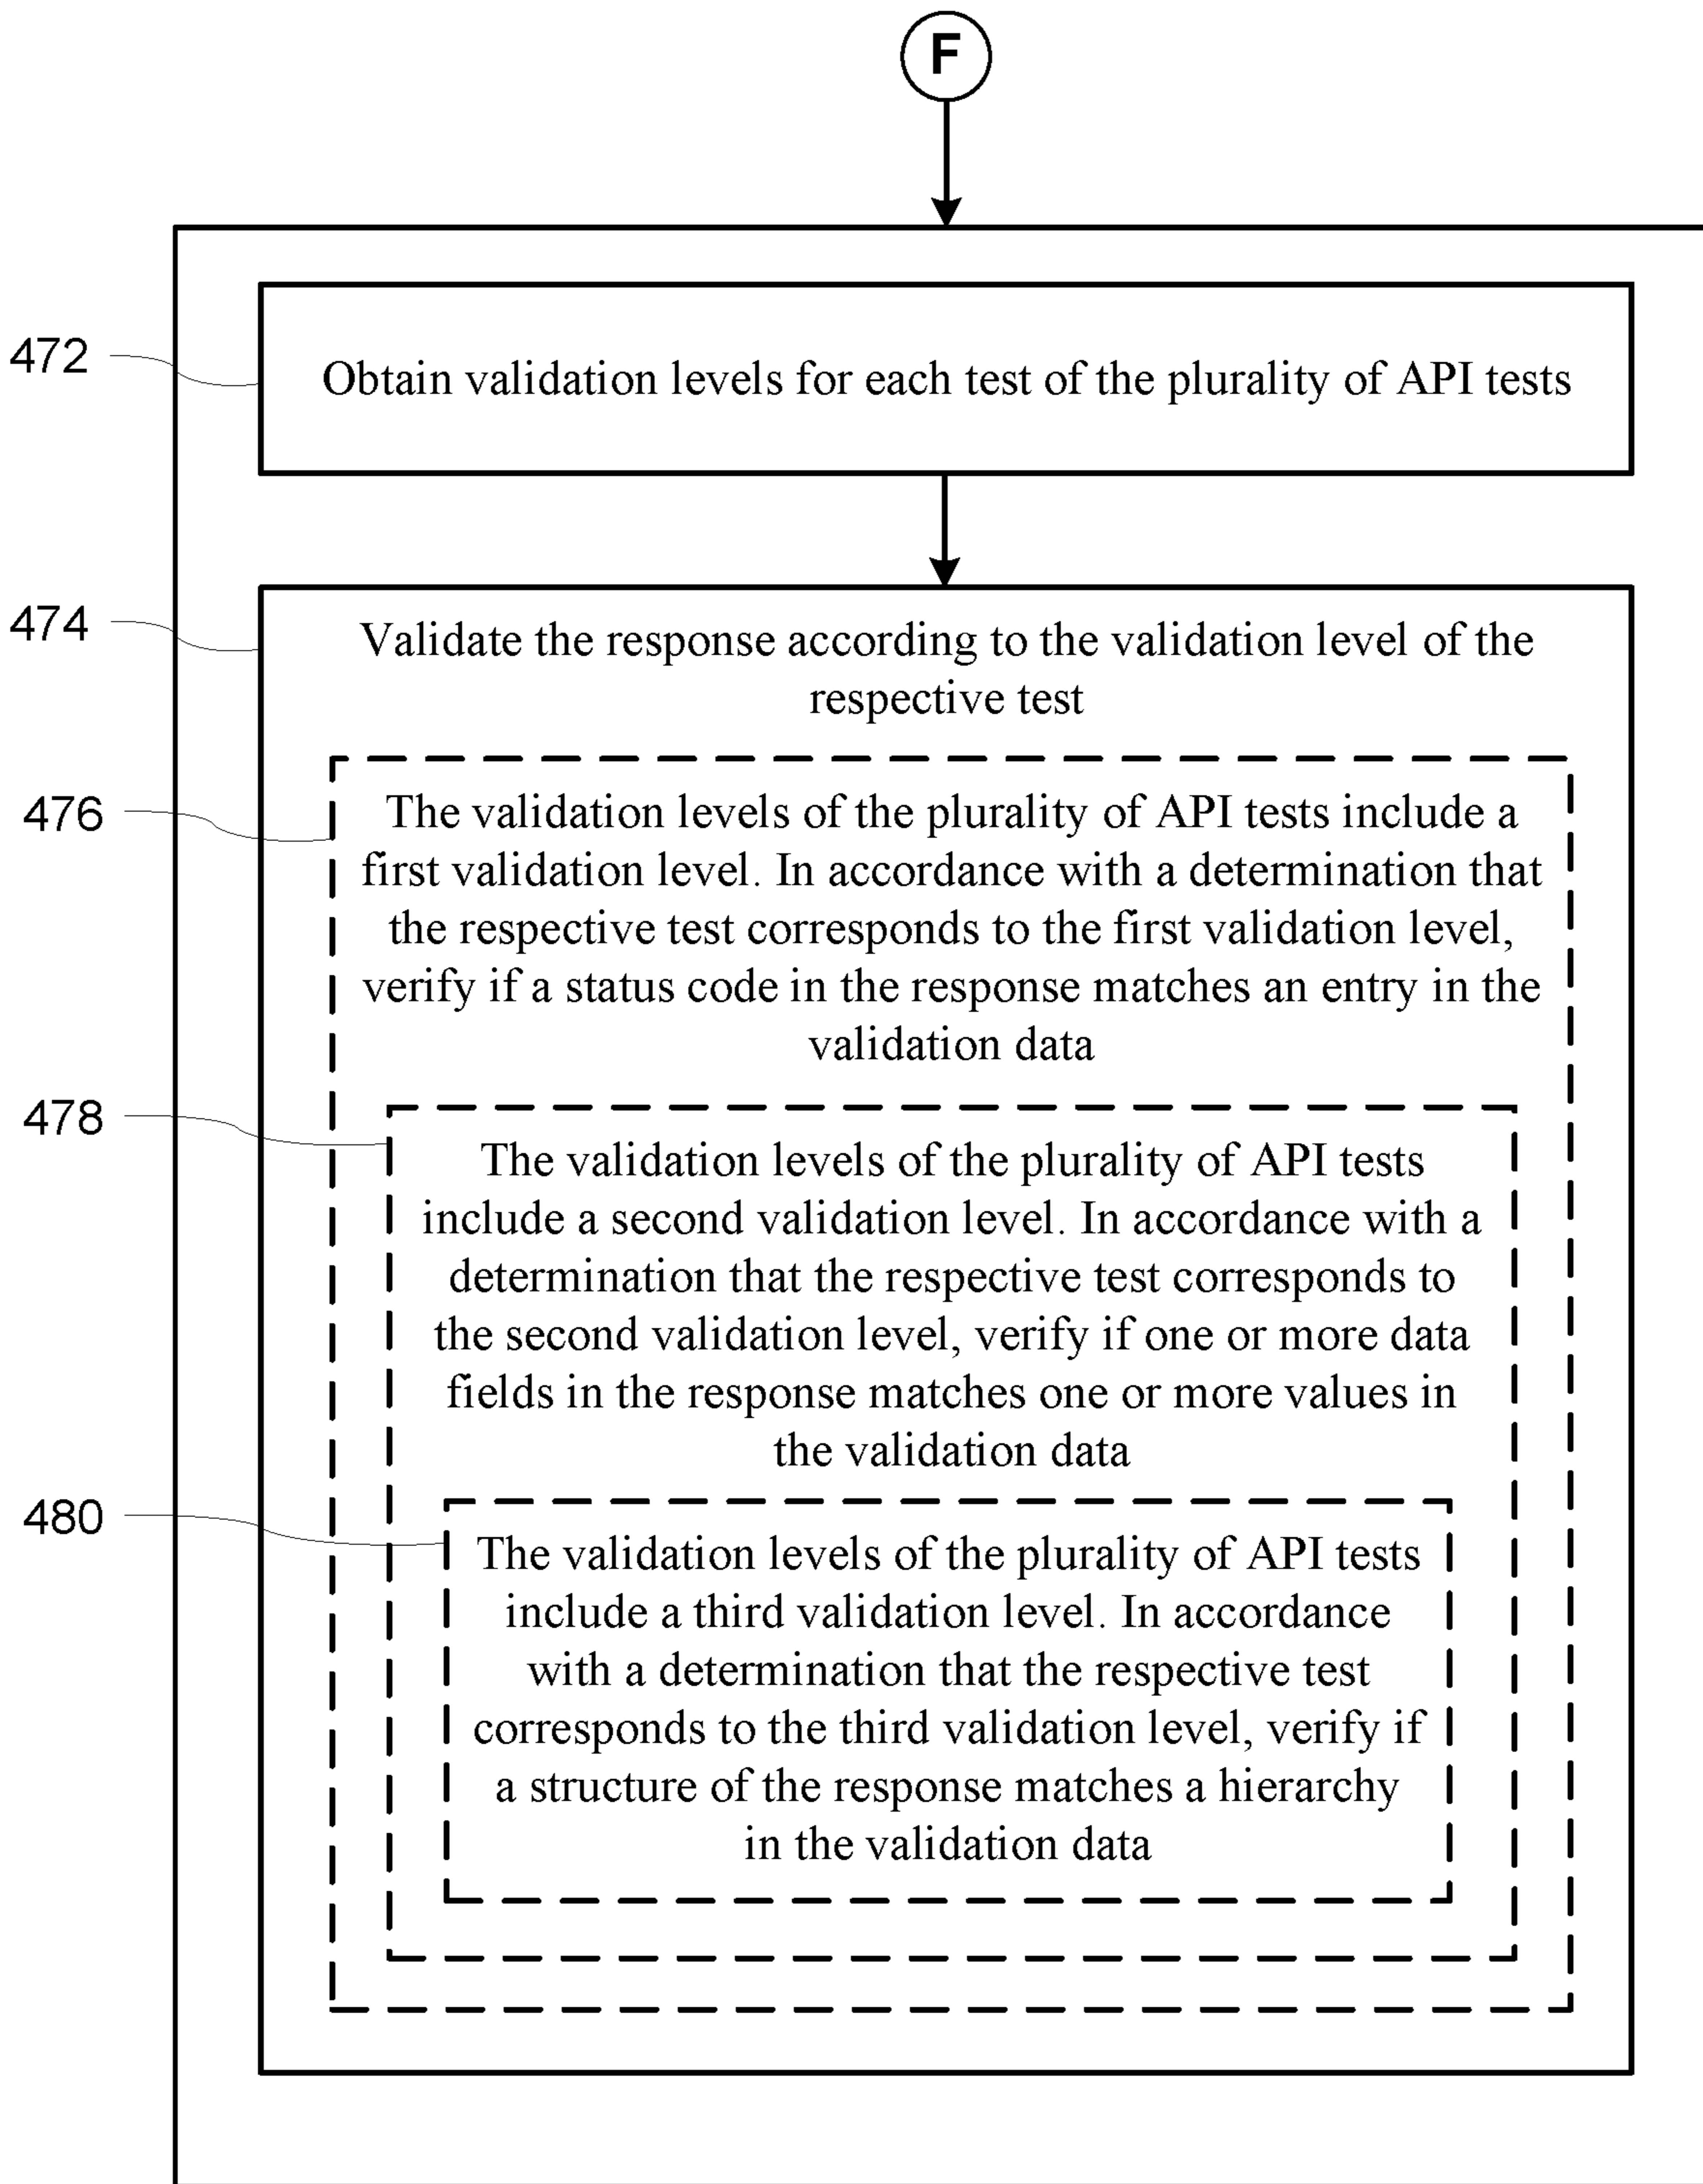 F
472
Obtain validation levels for each test of the plurality of API tests
474
Validate the response according to the validation level of the
respective test
476
The validation levels of the plurality of API tests include a
first validation level. In accordance with a determination that
the respective test corresponds to the first validation level,
verify if a status code in the response matches an entry in the
validation data
478
The validation levels of the plurality of API tests
include a second validation level. In accordance with a
determination that the respective test corresponds to
the second validation level, verify if one or more data
fields in the response matches one or more values in
the validation data
480
The validation levels of the plurality of API tests
include a third validation level. In accordance
with a determination that the respective test
corresponds to the third validation level, verify if
a structure of the response matches a hierarchy
in the validation data